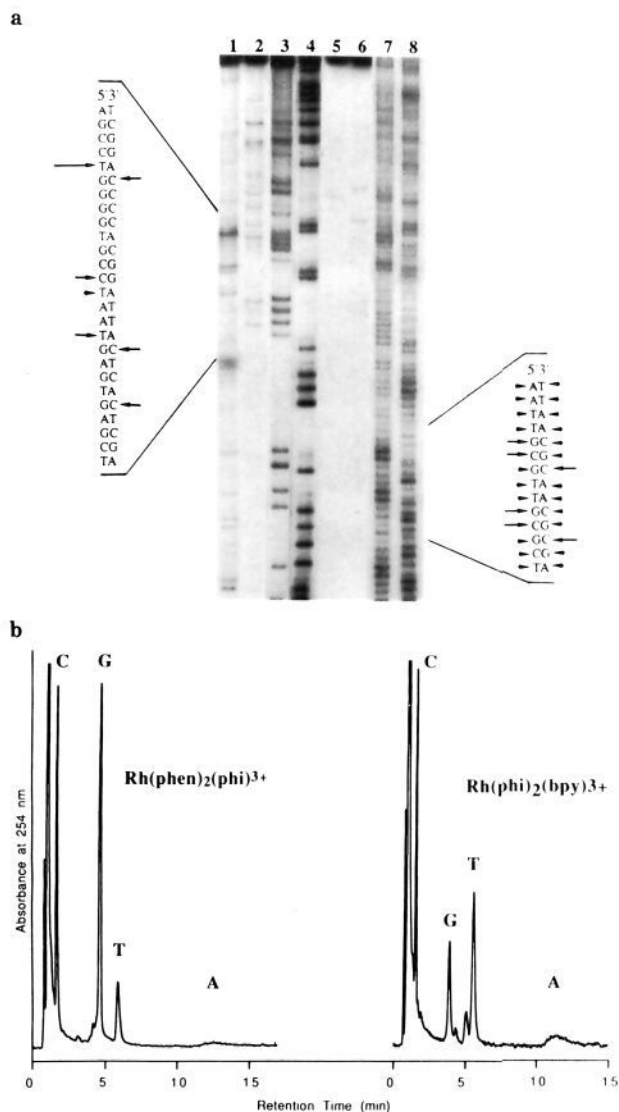 a
1 2 3 4 5 6 7 8
5'3'
AT
GC
CG
CG
TA
GC
GC
GC
GC
TA
GC
CG
CG
TA
AT
AT
TA
GC
AT
GC
TA
GC
AT
GC
CG
TA
5'3'
AT
AT
TA
TA
GC
CG
GC
TA
TA
GC
CG
GC
CG
TA
b
Absorbance at 254 nm
C G
Rh(phen)2(phi)3+
T
A
0 5 10 15
C
Rh(phi)2(bpy)3+
T
G
A
0 5 10 15
Retention Time (min)